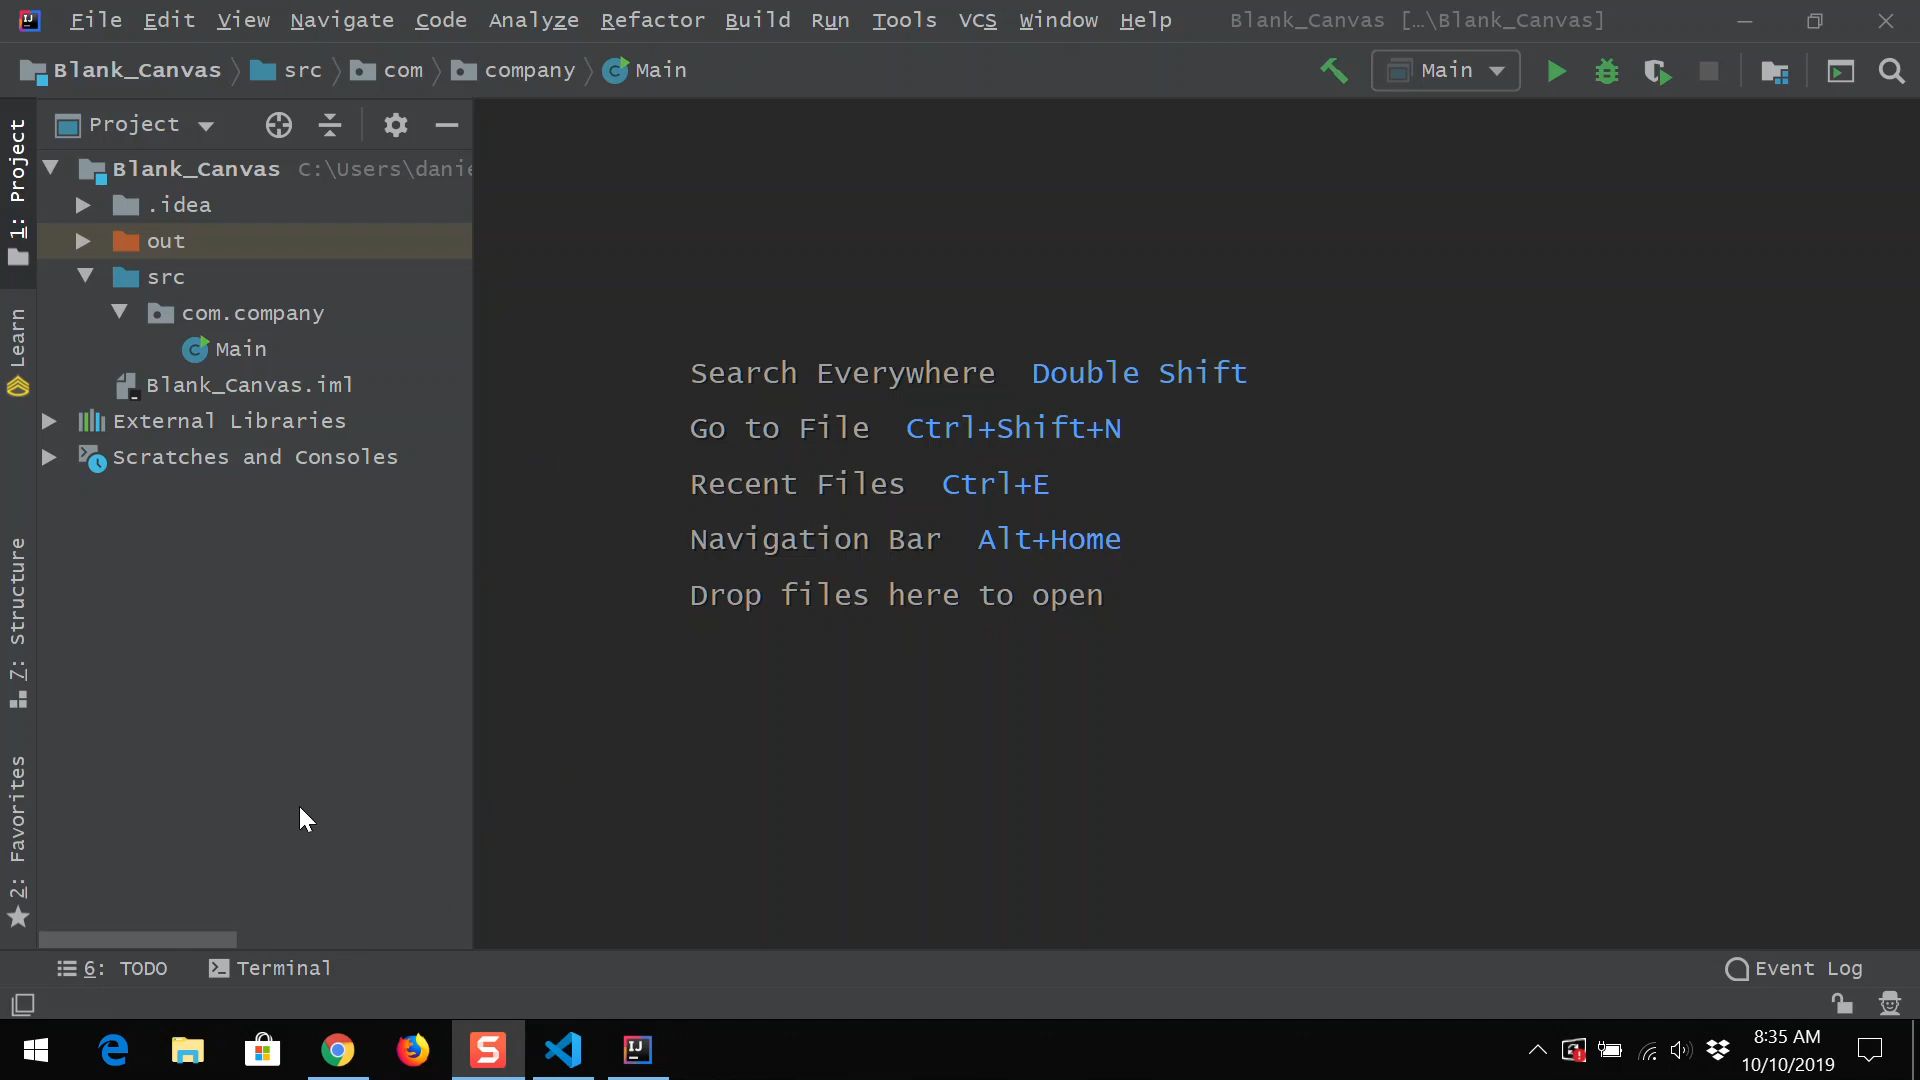 File Edit View Navigate Code Analyze Refactor Build Run Tools VCS Window Help Blank_Canvas [...\Blank_Canvas]
Blank_Canvas src com company Main Main
Project
1: Project
Blank_Canvas C:\Users\danie
.idea
out
src
com.company
Main
Blank_Canvas.iml
External Libraries
Scratches and Consoles
Learn
7: Structure
2: Favorites
Search Everywhere Double Shift
Go to File Ctrl+Shift+N
Recent Files Ctrl+E
Navigation Bar Alt+Home
Drop files here to open
6: TODO Terminal Event Log
8:35 AM
10/10/2019